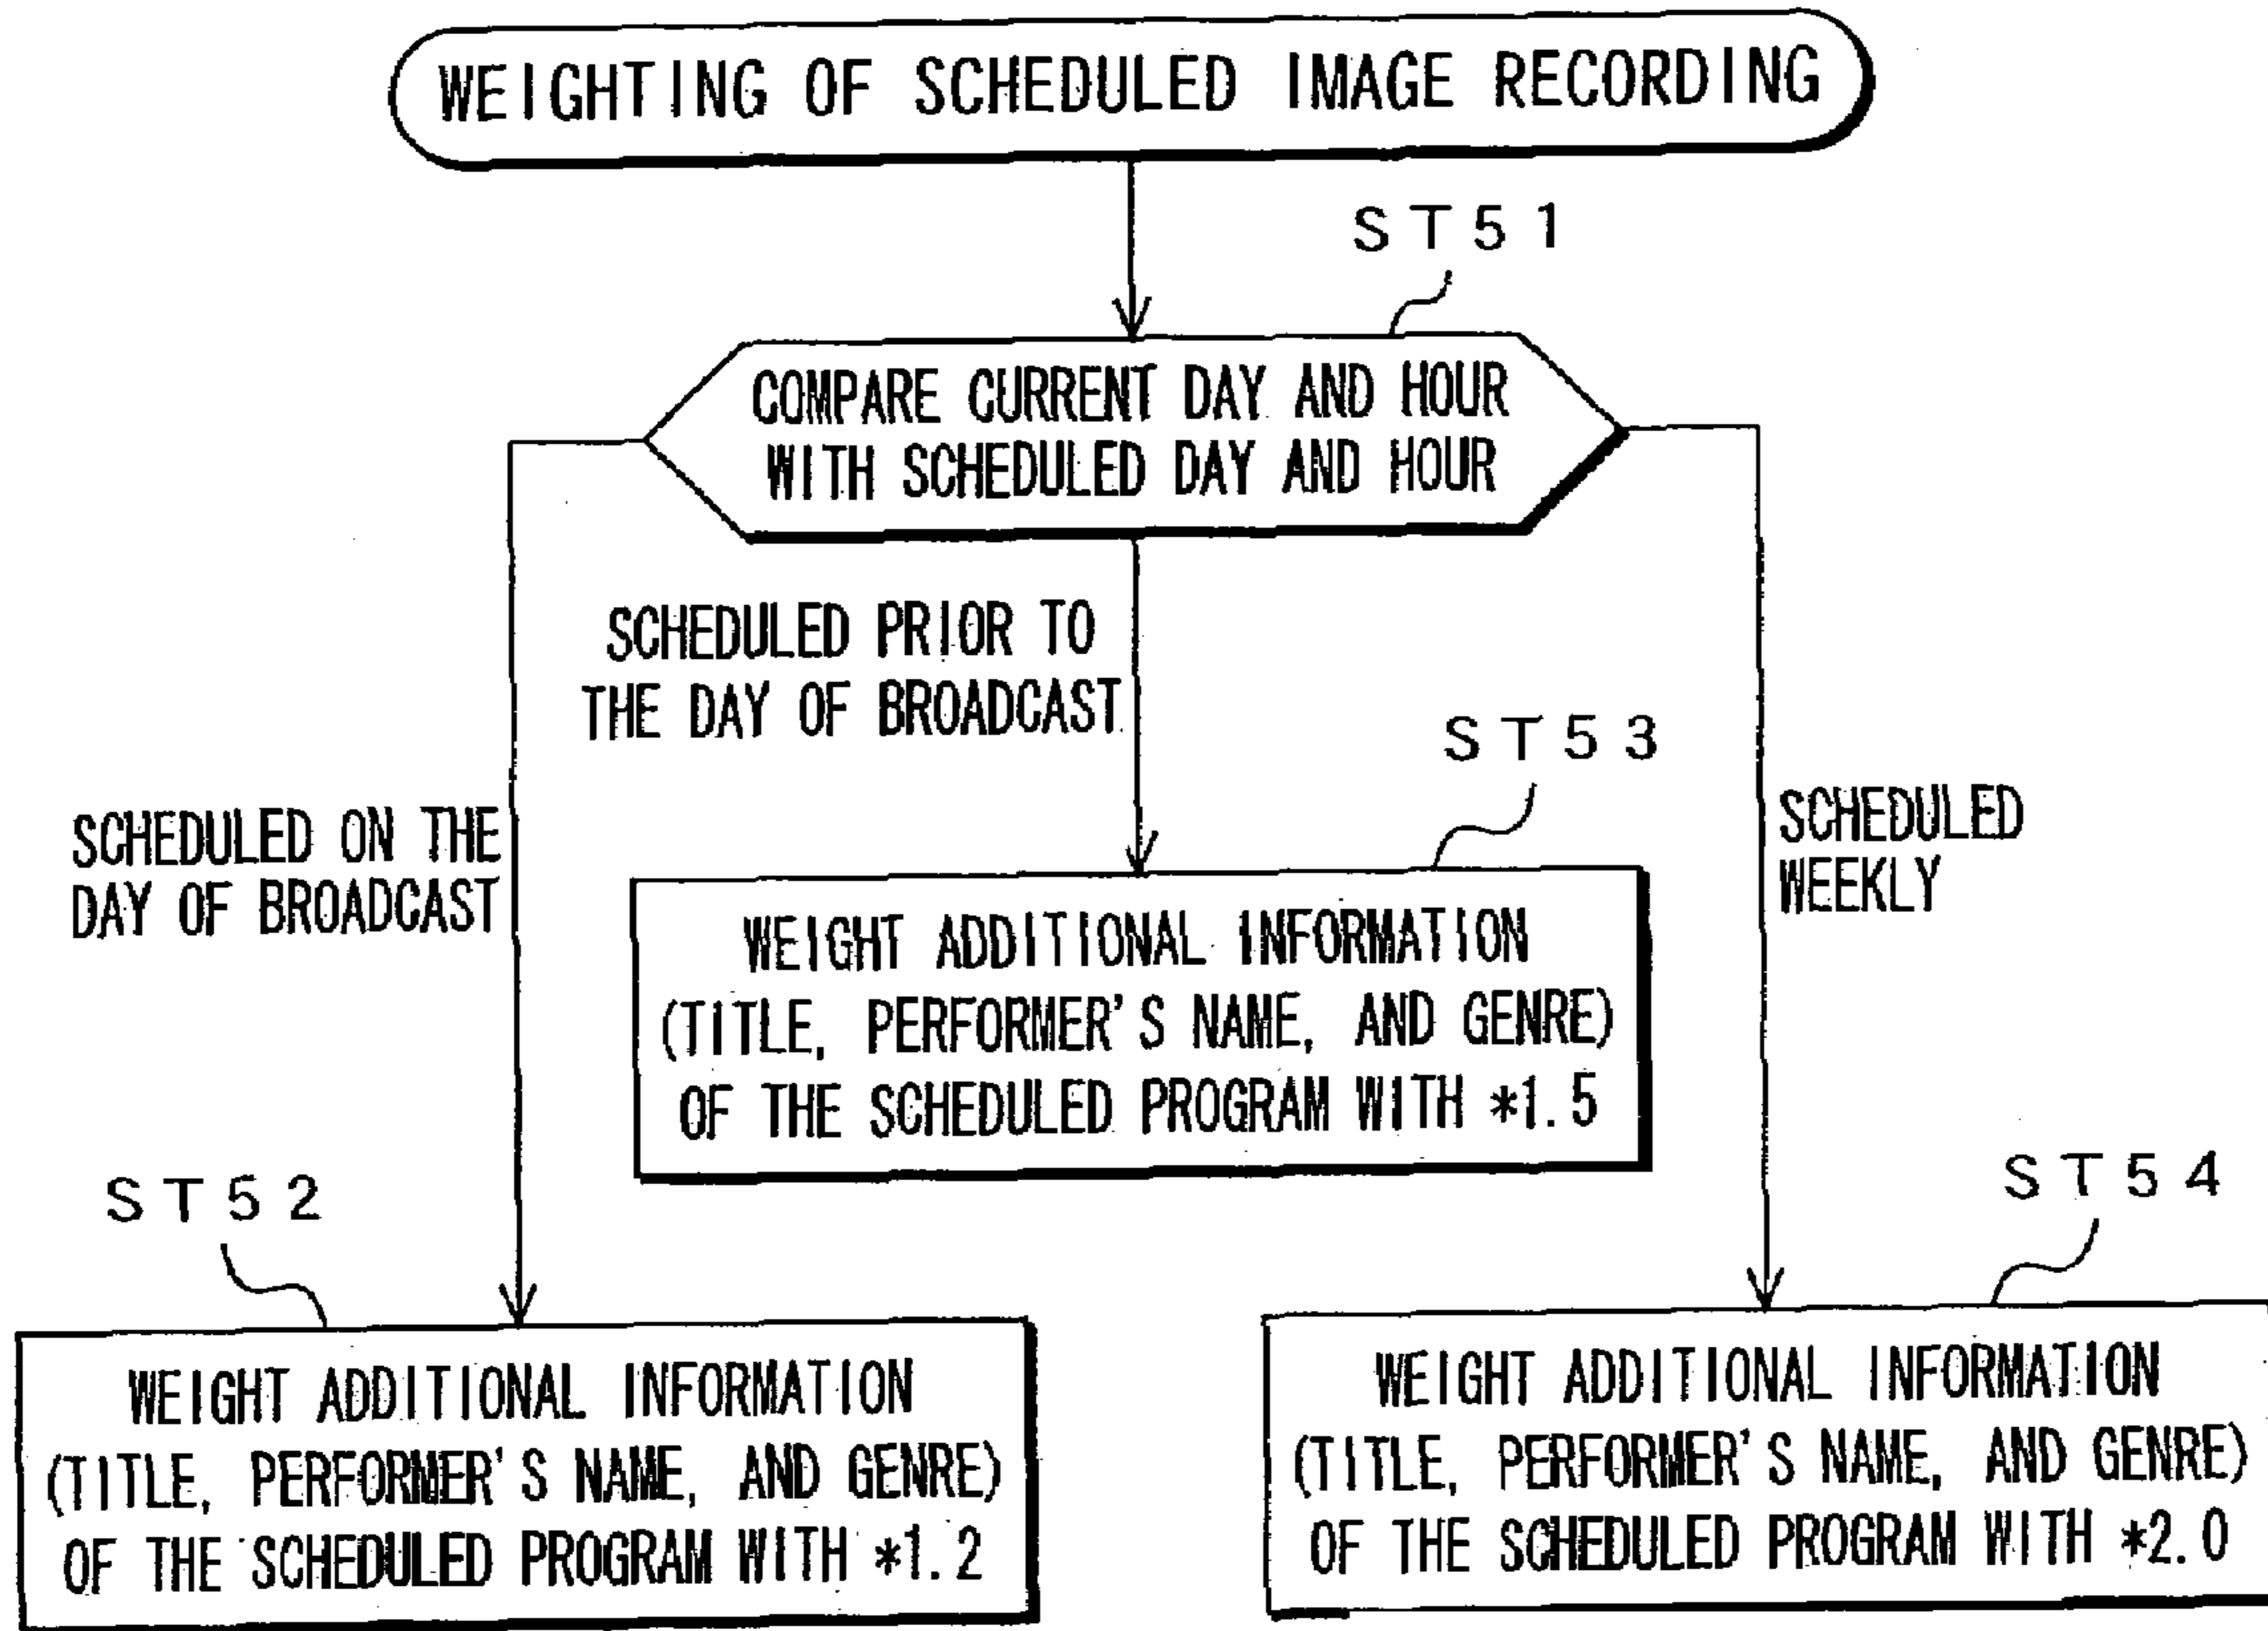 WEIGHTING OF SCHEDULED IMAGE RECORDING
ST51
COMPARE CURRENT DAY AND HOUR
WITH SCHEDULED DAY AND HOUR
SCHEDULED PRIOR TO
THE DAY OF BROADCAST
ST53
SCHEDULED ON THE
DAY OF BROADCAST
SCHEDULED
WEEKLY
WEIGHT ADDITIONAL INFORMATION
(TITLE, PERFORMER'S NAME, AND GENRE)
OF THE SCHEDULED PROGRAM WITH *1.5
ST52
ST54
WEIGHT ADDITIONAL INFORMATION
(TITLE, PERFORMER'S NAME, AND GENRE)
OF THE SCHEDULED PROGRAM WITH *1.2
WEIGHT ADDITIONAL INFORMATION
(TITLE, PERFORMER'S NAME, AND GENRE)
OF THE SCHEDULED PROGRAM WITH *2.0